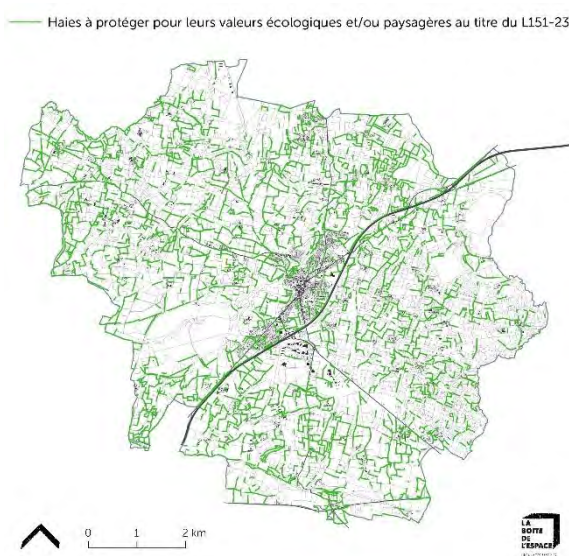 Haies à protéger pour leurs valeurs écologiques et/ou paysagères au titre du L151-23
0 1 2 km
LA
BOITE
DE
L'ESPACE